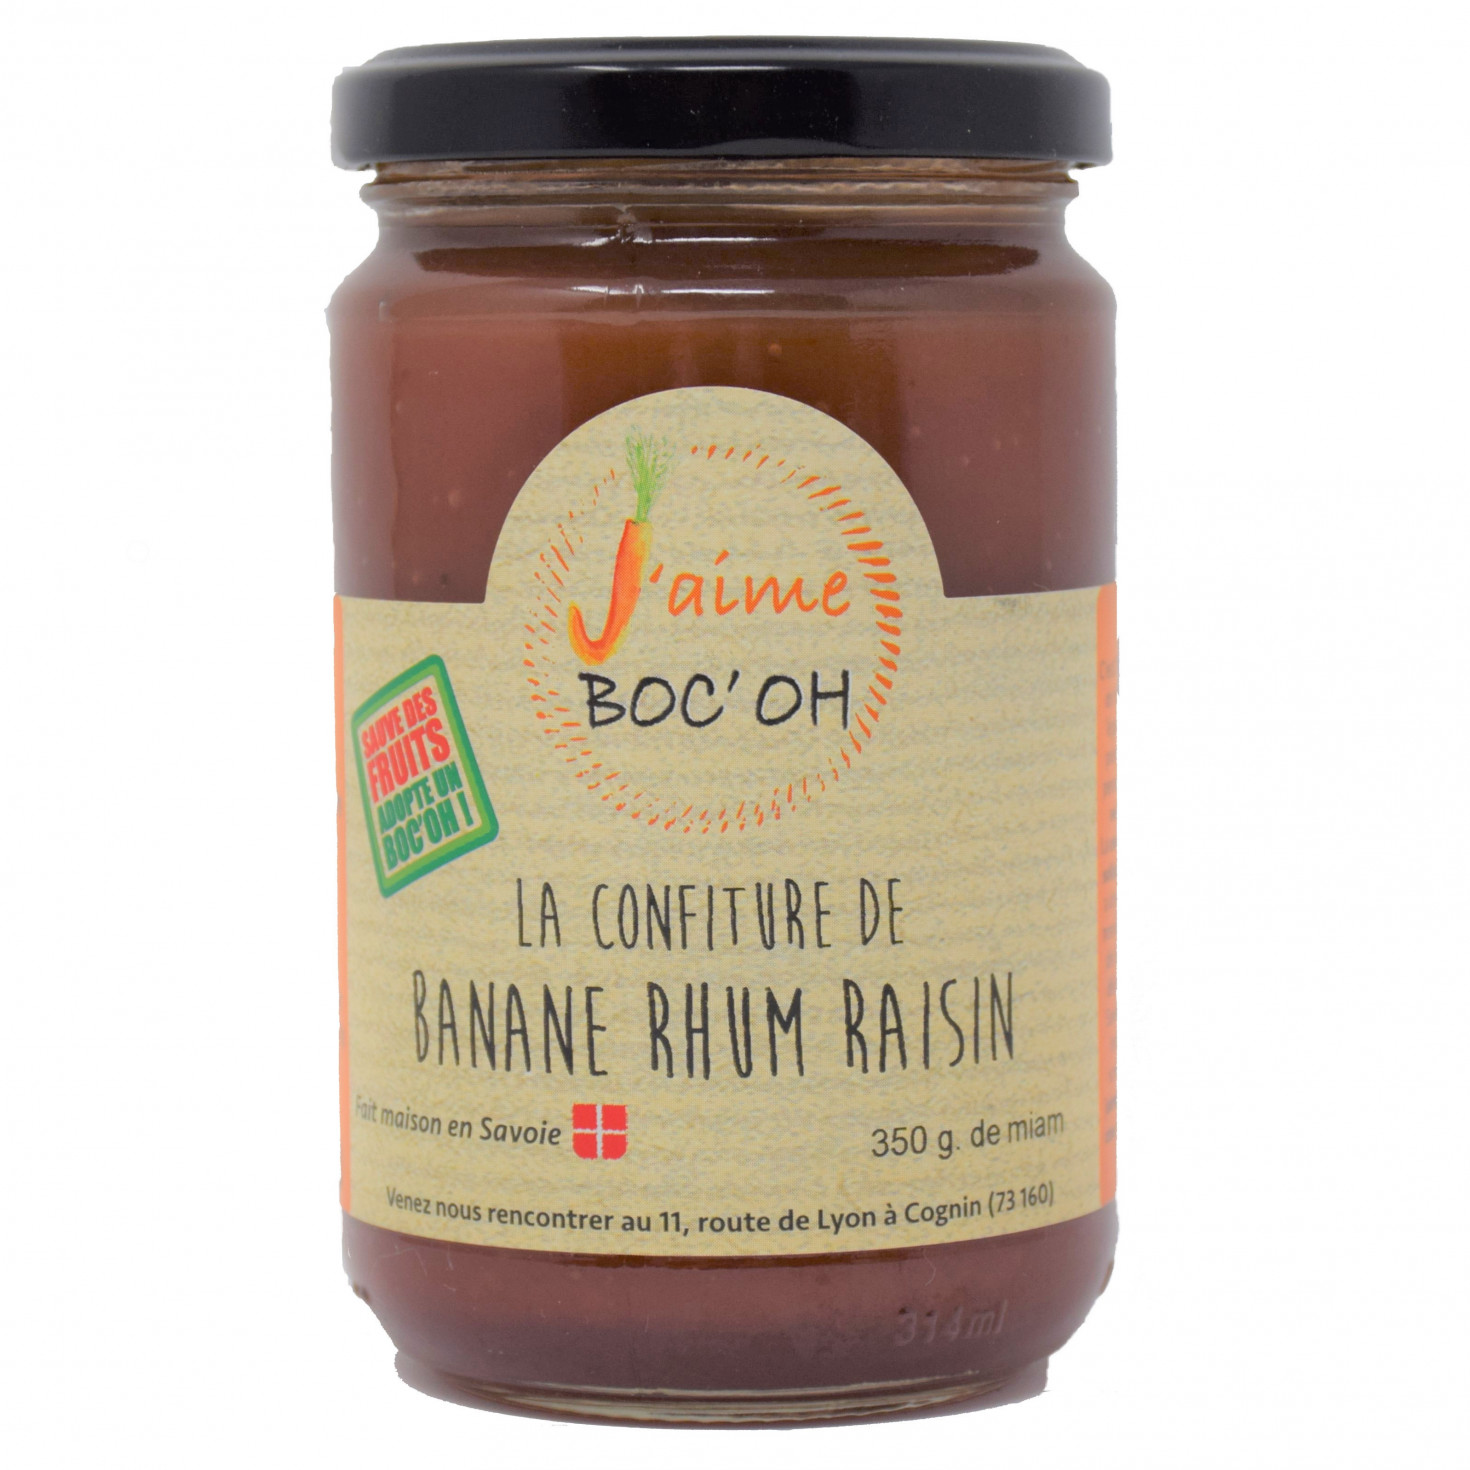 J'aime
BOC'OH
SAUVE DES
FRUITS
ADOPTE UN
BOC'OH !
LA CONFITURE DE
BANANE RHUM RAISIN
Fait maison en Savoie
350 g. de miam
Venez nous rencontrer au 11, route de Lyon à Cognin (73 160)
314ml